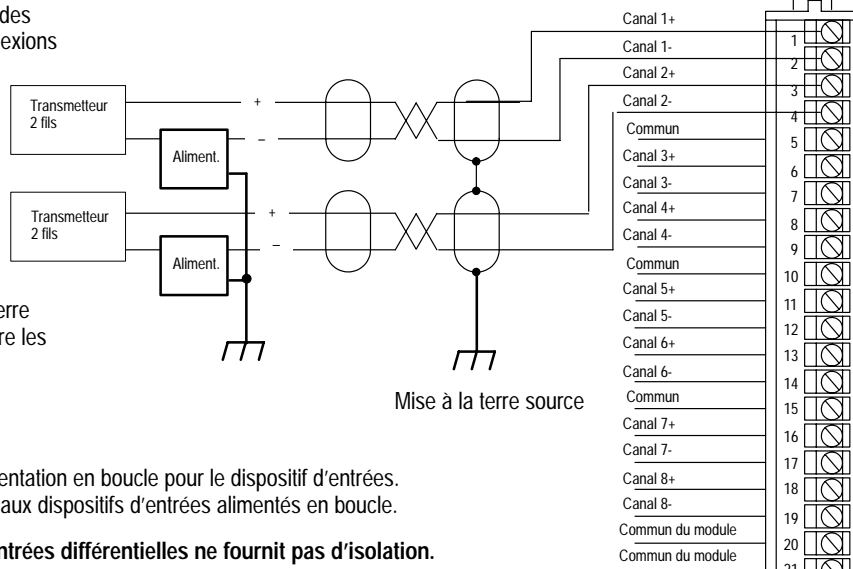 des
exions
Transmetteur
2 fils
+
–
Aliment.
Transmetteur
2 fils
+
–
Aliment.
erre
re les
Mise à la terre source
entation en boucle pour le dispositif d'entrées.
aux dispositifs d'entrées alimentés en boucle.
ntrées différentielles ne fournit pas d'isolation.
Canal 1+
1
Canal 1-
2
Canal 2+
3
Canal 2-
4
Commun
5
Canal 3+
6
Canal 3-
7
Canal 4+
8
Canal 4-
9
Commun
10
Canal 5+
11
Canal 5-
12
Canal 6+
13
Canal 6-
14
Commun
15
Canal 7+
16
Canal 7-
17
Canal 8+
18
Canal 8-
19
Commun du module
20
Commun du module
21